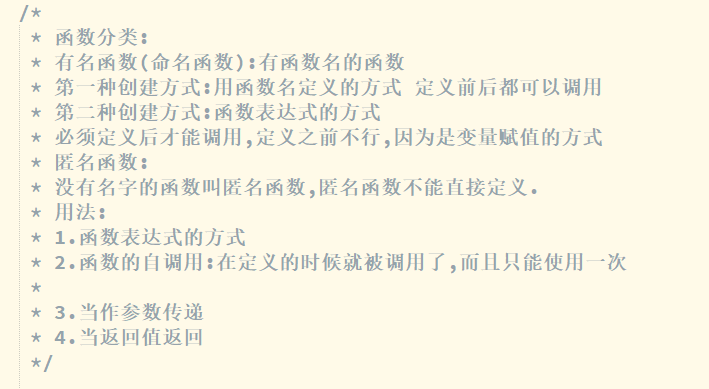 /*
* 函数分类:
* 有名函数(命名函数):有函数名的函数
* 第一种创建方式:用函数名定义的方式 定义前后都可以调用
* 第二种创建方式:函数表达式的方式
* 必须定义后才能调用,定义之前不行,因为是变量赋值的方式
* 匿名函数:
* 没有名字的函数叫匿名函数,匿名函数不能直接定义.
* 用法:
* 1.函数表达式的方式
* 2.函数的自调用:在定义的时候就被调用了,而且只能使用一次
*
* 3.当作参数传递
* 4.当返回值返回
*/